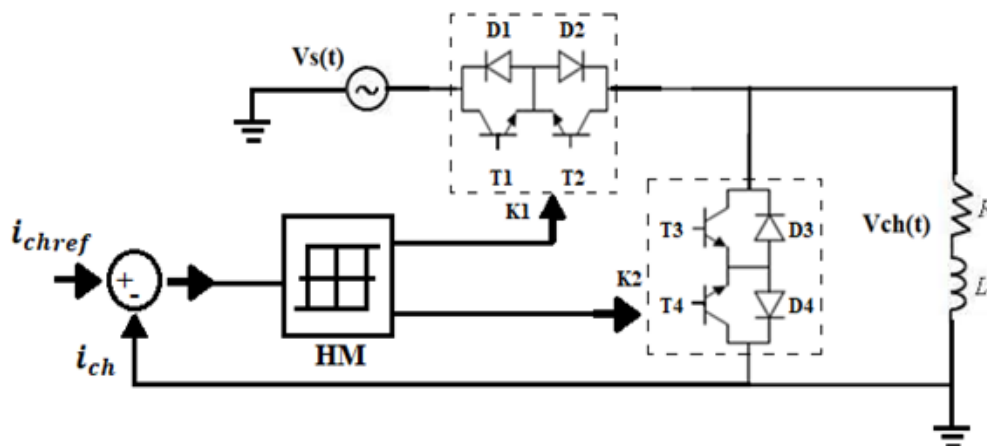 D1 D2
Vs(t)
T1 T2
K1
i_chref
+
-
HM
i_ch
K2
T3 D3
T4 D4
Vch(t)
R
L